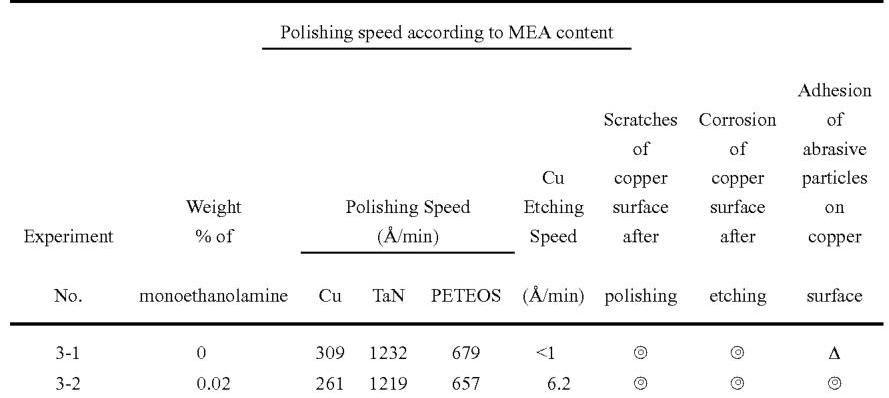 Polishing speed according to MEA content
Adhesion
Scratches Corrosion of
of of abrasive
Cu copper copper particles
Weight Polishing Speed Etching surface surface on
Experiment % of (Å/min) Speed after after copper
No. monoethanolamine Cu TaN PETEOS (Å/min) polishing etching surface
3-1 0 309 1232 679 <1 ◎ ◎ Δ
3-2 0.02 261 1219 657 6.2 ◎ ◎ ◎